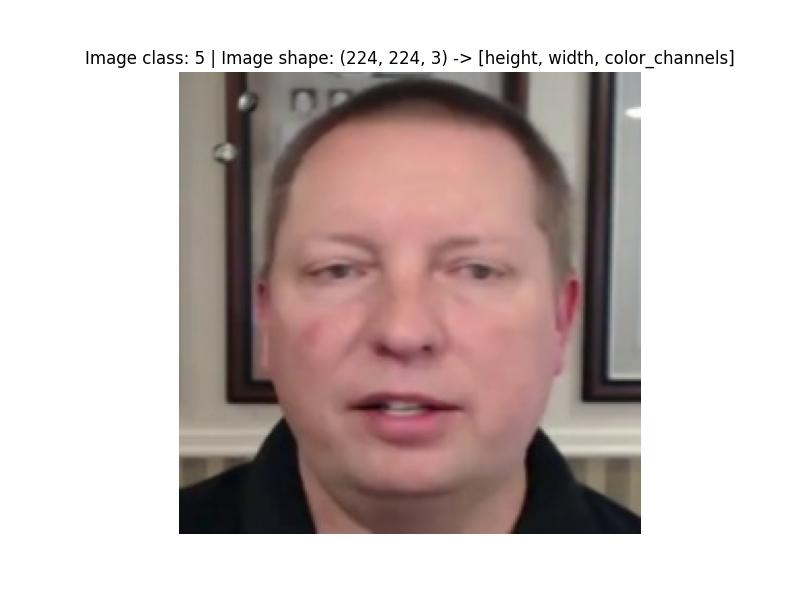 Image class: 5 | Image shape: (224, 224, 3) -> [height, width, color_channels]